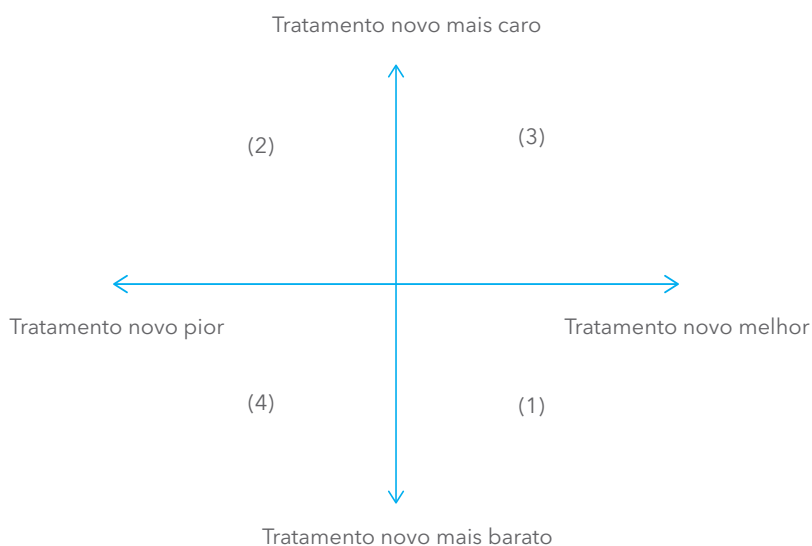 Tratamento novo mais caro
(2)
(3)
Tratamento novo pior
Tratamento novo melhor
(4)
(1)
Tratamento novo mais barato